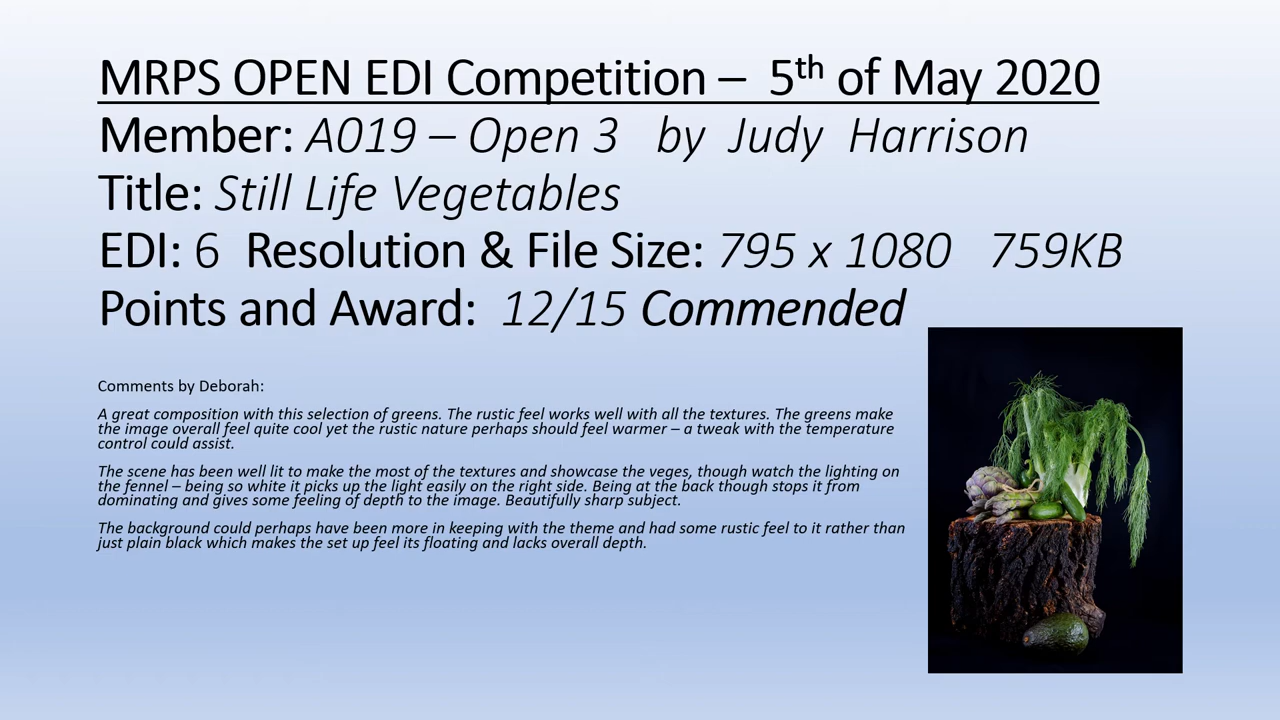 MRPS OPEN EDI Competition – 5th of May 2020
Member: A019 – Open 3 by Judy Harrison
Title: Still Life Vegetables
EDI: 6 Resolution & File Size: 795 x 1080 759KB
Points and Award: 12/15 Commended
Comments by Deborah:
A great composition with this selection of greens. The rustic feel works well with all the textures. The greens make
the image overall feel quite cool yet the rustic nature perhaps should feel warmer – a tweak with the temperature
control could assist.
The scene has been well lit to make the most of the textures and showcase the veges, though watch the lighting on
the fennel – being so white it picks up the light easily on the right side. Being at the back though stops it from
dominating and gives some feeling of depth to the image. Beautifully sharp subject.
The background could perhaps have been more in keeping with the theme and had some rustic feel to it rather than
just plain black which makes the set up feel its floating and lacks overall depth.